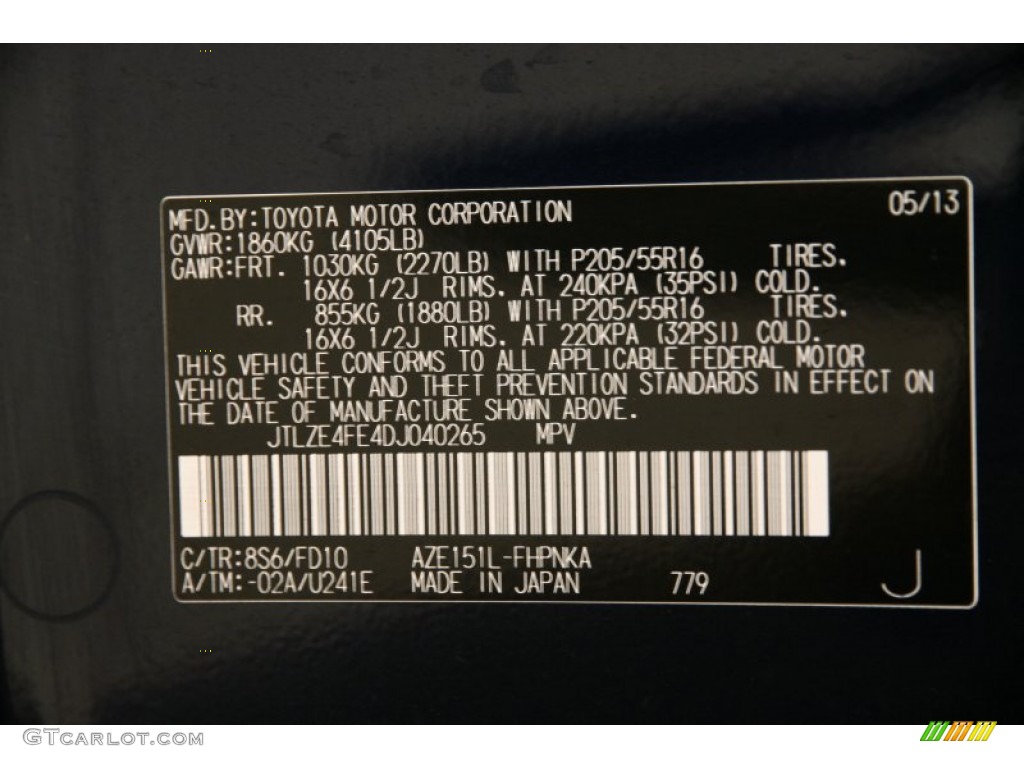 MFD.BY:TOYOTA MOTOR CORPORATION 05/13
GVWR:1860KG (4105LB)
GAWR:FRT. 1030KG (2270LB) WITH P205/55R16 TIRES.
16X6 1/2J RIMS. AT 240KPA (35PSI) COLD.
RR. 855KG (1880LB) WITH P205/55R16 TIRES.
16X6 1/2J RIMS. AT 220KPA (32PSI) COLD.
THIS VEHICLE CONFORMS TO ALL APPLICABLE FEDERAL MOTOR
VEHICLE SAFETY AND THEFT PREVENTION STANDARDS IN EFFECT ON
THE DATE OF MANUFACTURE SHOWN ABOVE.
JTLZE4FE4DJ040265 MPV
C/TR:8S6/FD10 AZE151L-FHPNKA
A/TM:-02A/U241E MADE IN JAPAN 779 J
GTCARLOT.COM